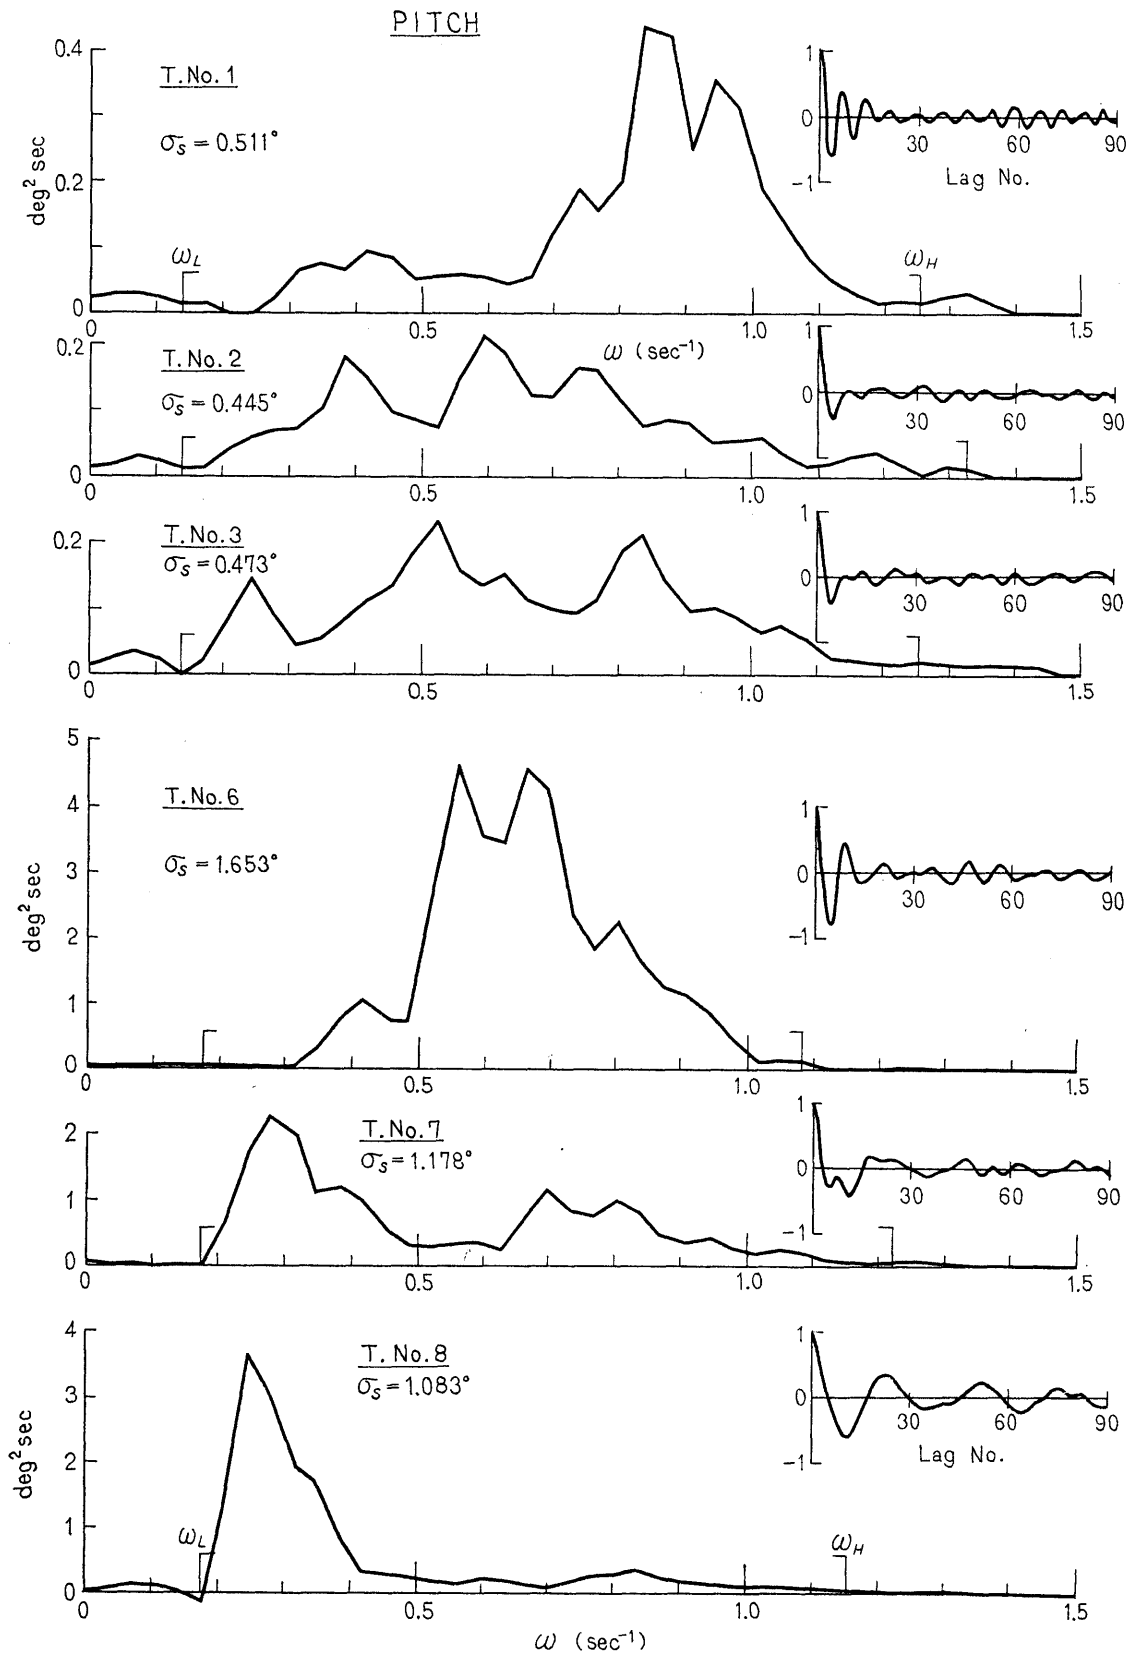 PITCH
0.4
T.No.1
σs = 0.511°
deg² sec
0.2
ωL
ωH
0
0 0.5 1.0 1.5
ω (sec⁻¹)
1
0
-1
30 60 90
Lag No.
0.2
T.No.2
σs = 0.445°
0
0 0.5 1.0 1.5
1
0
30 60 90
0.2
T.No.3
σs = 0.473°
0
0 0.5 1.0 1.5
1
0
30 60 90
5
4
3
2
1
0
T.No.6
σs = 1.653°
deg² sec
0 0.5 1.0 1.5
1
0
-1
30 60 90
2
1
0
T.No.7
σs = 1.178°
0 0.5 1.0 1.5
1
0
-1
30 60 90
4
3
2
1
0
T.No.8
σs = 1.083°
deg² sec
ωL
ωH
0 0.5 1.0 1.5
ω (sec⁻¹)
1
0
-1
30 60 90
Lag No.